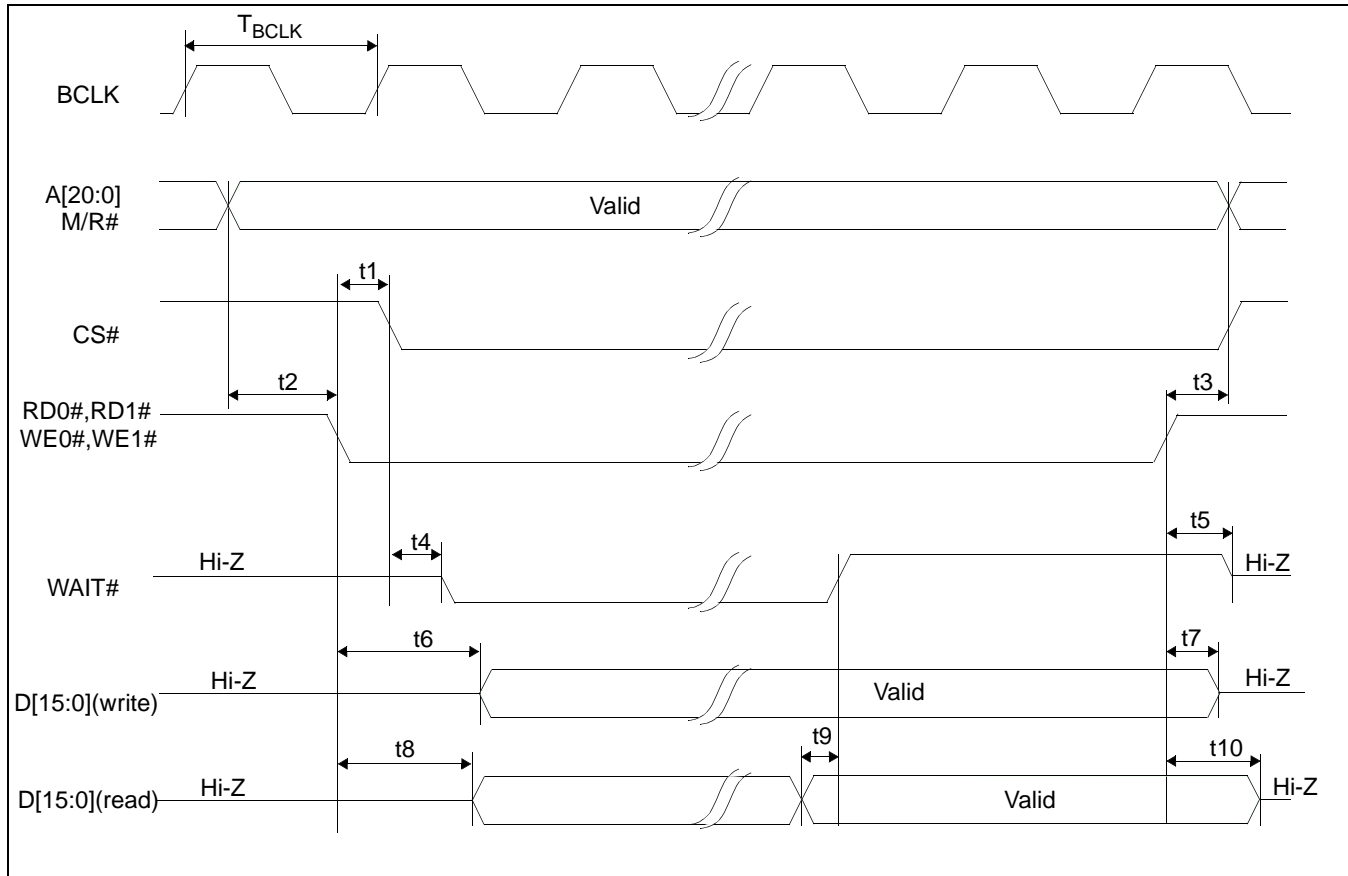 TBCLK
BCLK
A[20:0]
M/R#
Valid
t1
CS#
t2
t3
RD0#,RD1#
WE0#,WE1#
t4
t5
Hi-Z
Hi-Z
WAIT#
t6
t7
Hi-Z
Hi-Z
D[15:0](write)
Valid
t8
t9
t10
Hi-Z
Hi-Z
D[15:0](read)
Valid